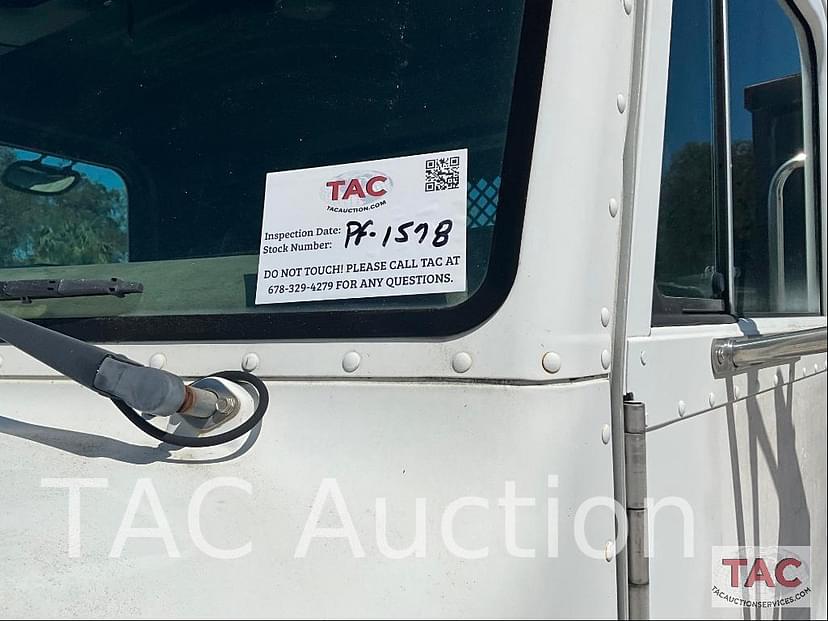 TAC
TACAUCTION.COM
Inspection Date:
Stock Number: Pf-1578
DO NOT TOUCH! PLEASE CALL TAC AT
678-329-4279 FOR ANY QUESTIONS.
TAC Auction
TAC
TACAUCTIONSERVICES.COM